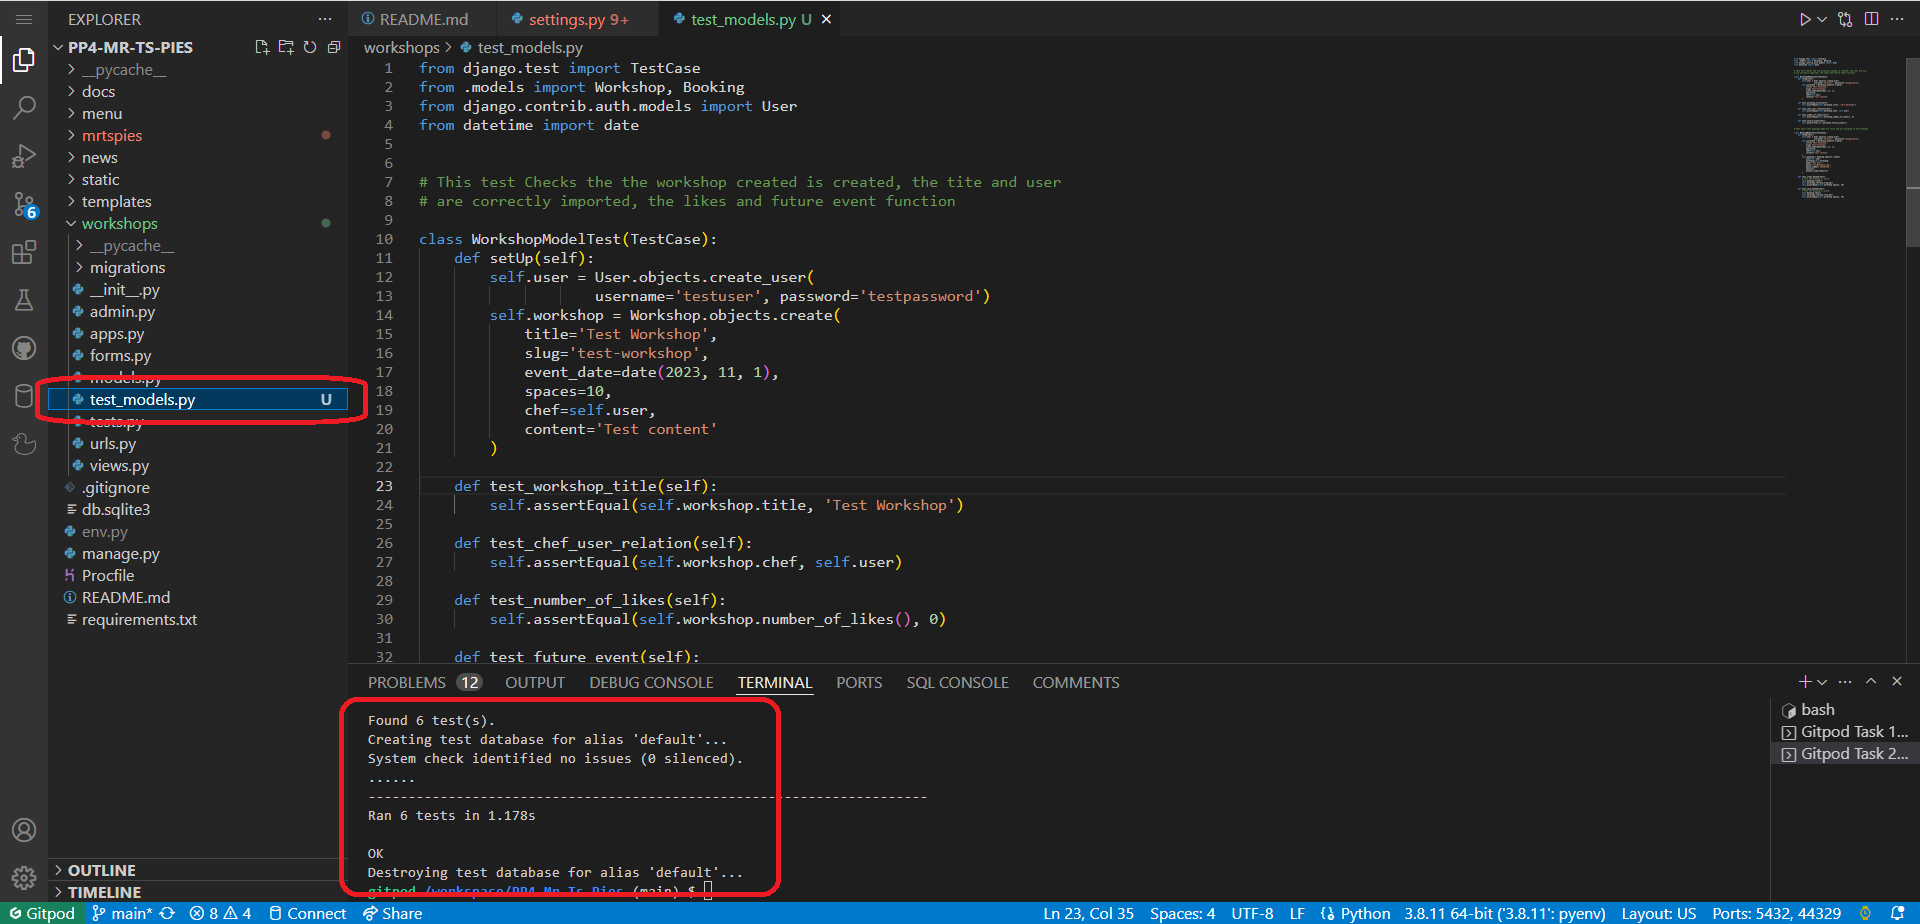 EXPLORER
···
PP4-MR-TS-PIES
__pycache__
docs
menu
mrtspies
news
static
templates
workshops
__pycache__
migrations
__init__.py
admin.py
apps.py
forms.py
models.py
test_models.py U
tests.py
urls.py
views.py
.gitignore
db.sqlite3
env.py
manage.py
Procfile
README.md
requirements.txt
OUTLINE
TIMELINE
6
README.md
settings.py 9+
test_models.py U
workshops > test_models.py
1 from django.test import TestCase
2 from .models import Workshop, Booking
3 from django.contrib.auth.models import User
4 from datetime import date
5
6
7 # This test Checks the the workshop created is created, the tite and user
8 # are correctly imported, the likes and future event function
9
10 class WorkshopModelTest(TestCase):
11 def setUp(self):
12 self.user = User.objects.create_user(
13 username='testuser', password='testpassword')
14 self.workshop = Workshop.objects.create(
15 title='Test Workshop',
16 slug='test-workshop',
17 event_date=date(2023, 11, 1),
18 spaces=10,
19 chef=self.user,
20 content='Test content'
21 )
22
23 def test_workshop_title(self):
24 self.assertEqual(self.workshop.title, 'Test Workshop')
25
26 def test_chef_user_relation(self):
27 self.assertEqual(self.workshop.chef, self.user)
28
29 def test_number_of_likes(self):
30 self.assertEqual(self.workshop.number_of_likes(), 0)
31
32 def test_future_event(self):
PROBLEMS 12 OUTPUT DEBUG CONSOLE TERMINAL PORTS SQL CONSOLE COMMENTS
Found 6 test(s).
Creating test database for alias 'default'...
System check identified no issues (0 silenced).
......
----------------------------------------------------------------------
Ran 6 tests in 1.178s
OK
Destroying test database for alias 'default'...
gitpod /workspace/PP4-Mr-Ts-Pies (main) $
bash
Gitpod Task 1...
Gitpod Task 2...
Gitpod main* 8 4 Connect Share Ln 23, Col 35 Spaces: 4 UTF-8 LF Python 3.8.11 64-bit ('3.8.11': pyenv) Layout: US Ports: 5432, 44329